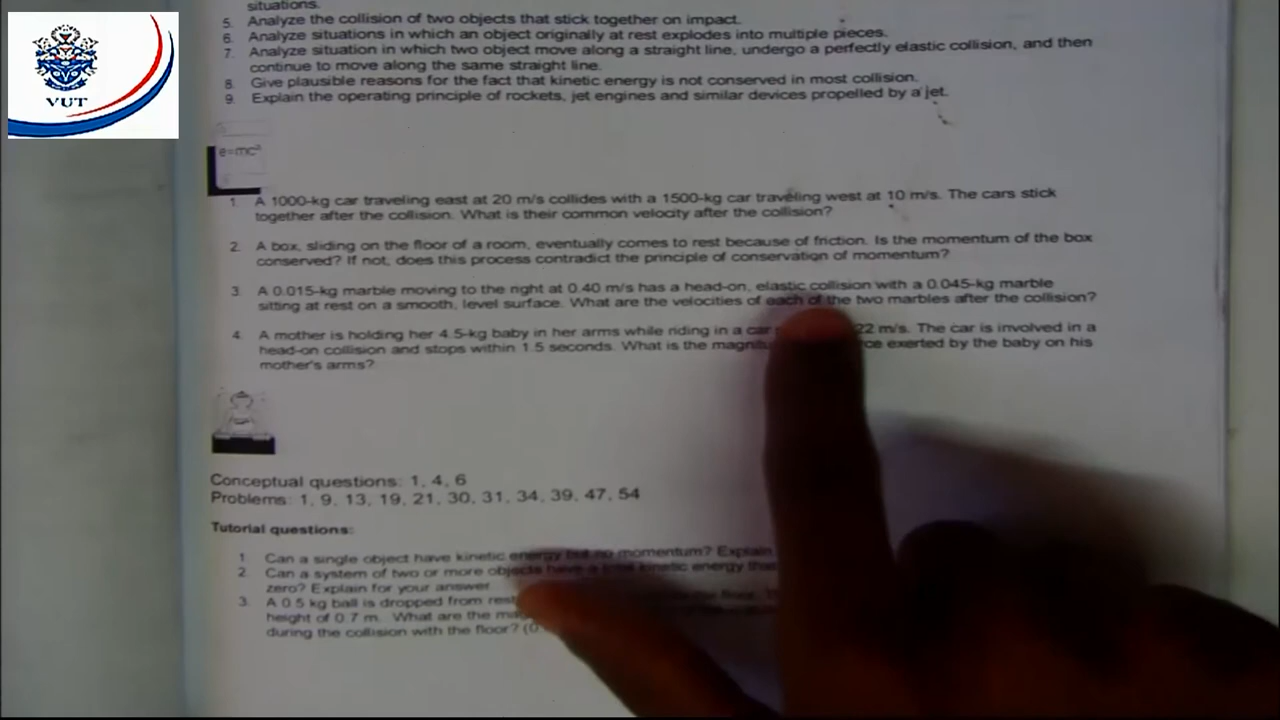 situations.
5. Analyze the collision of two objects that stick together on impact.
6. Analyze situations in which an object originally at rest explodes into multiple pieces.
7. Analyze situation in which two object move along a straight line, undergo a perfectly elastic collision, and then
continue to move along the same straight line.
8. Give plausible reasons for the fact that kinetic energy is not conserved in most collision.
9. Explain the operating principle of rockets, jet engines and similar devices propelled by a jet.
VUT
e=mc²
1. A 1000-kg car traveling east at 20 m/s collides with a 1500-kg car traveling west at 10 m/s. The cars stick
together after the collision. What is their common velocity after the collision?
2. A box, sliding on the floor of a room, eventually comes to rest because of friction. Is the momentum of the box
conserved? If not, does this process contradict the principle of conservation of momentum?
3. A 0.015-kg marble moving to the right at 0.40 m/s has a head-on, elastic collision with a 0.045-kg marble
sitting at rest on a smooth, level surface. What are the velocities of each of the two marbles after the collision?
4. A mother is holding her 4.5-kg baby in her arms while riding in a car 22 m/s. The car is involved in a
head-on collision and stops within 1.5 seconds. What is the exerted by the baby on his
mother's arms?
Conceptual questions: 1, 4, 6
Problems: 1, 9, 13, 19, 21, 30, 31, 34, 39, 47, 54
Tutorial questions:
1. Can a single object have kinetic energy but no momentum? Explain
2. Can a system of two or more objects have a total kinetic energy
zero? Explain for your answer.
3. A 0.5 kg ball is dropped from rest
height of 0.7 m. What are the
during the collision with the floor?